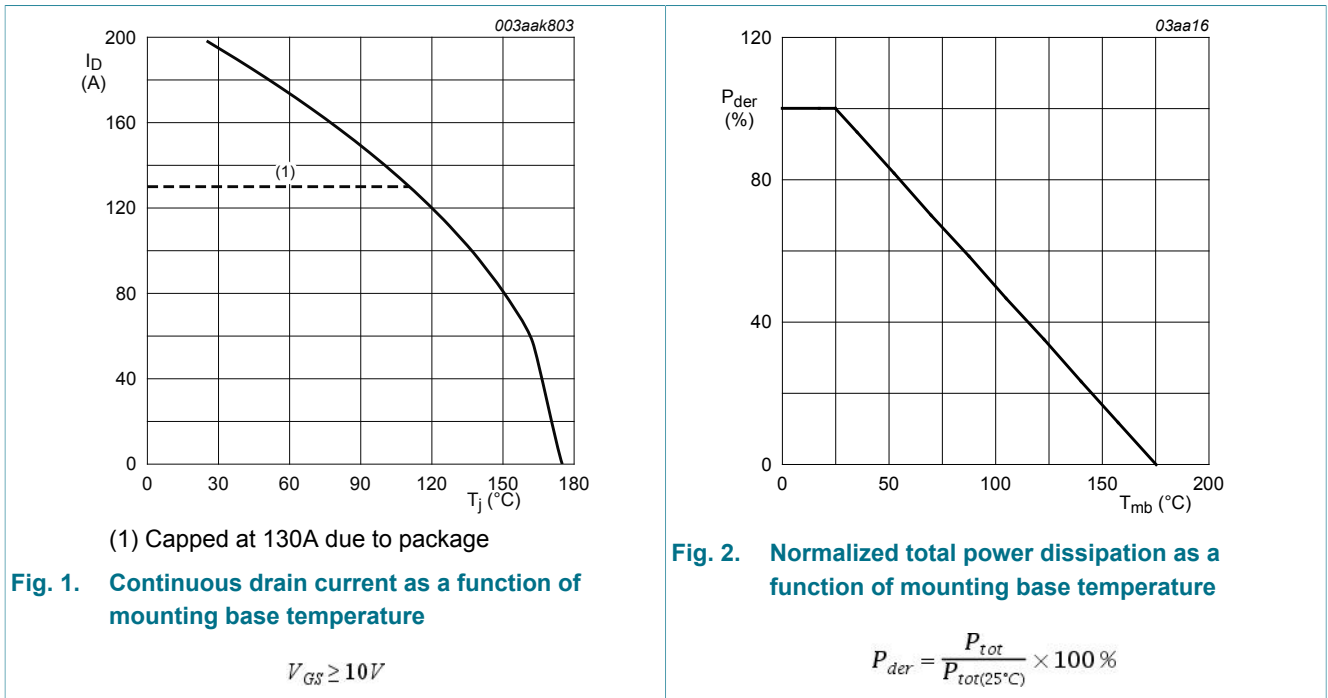 003aak803
200
160
120
80
40
0
I_D
(A)
(1)
0 30 60 90 120 150 180
T_j (°C)
(1) Capped at 130A due to package
Fig. 1. Continuous drain current as a function of
mounting base temperature
V_GS ≥ 10V
03aa16
120
80
40
0
P_der
(%)
0 50 100 150 200
T_mb (°C)
Fig. 2. Normalized total power dissipation as a
function of mounting base temperature
P_der = P_tot / P_tot(25°C) × 100 %